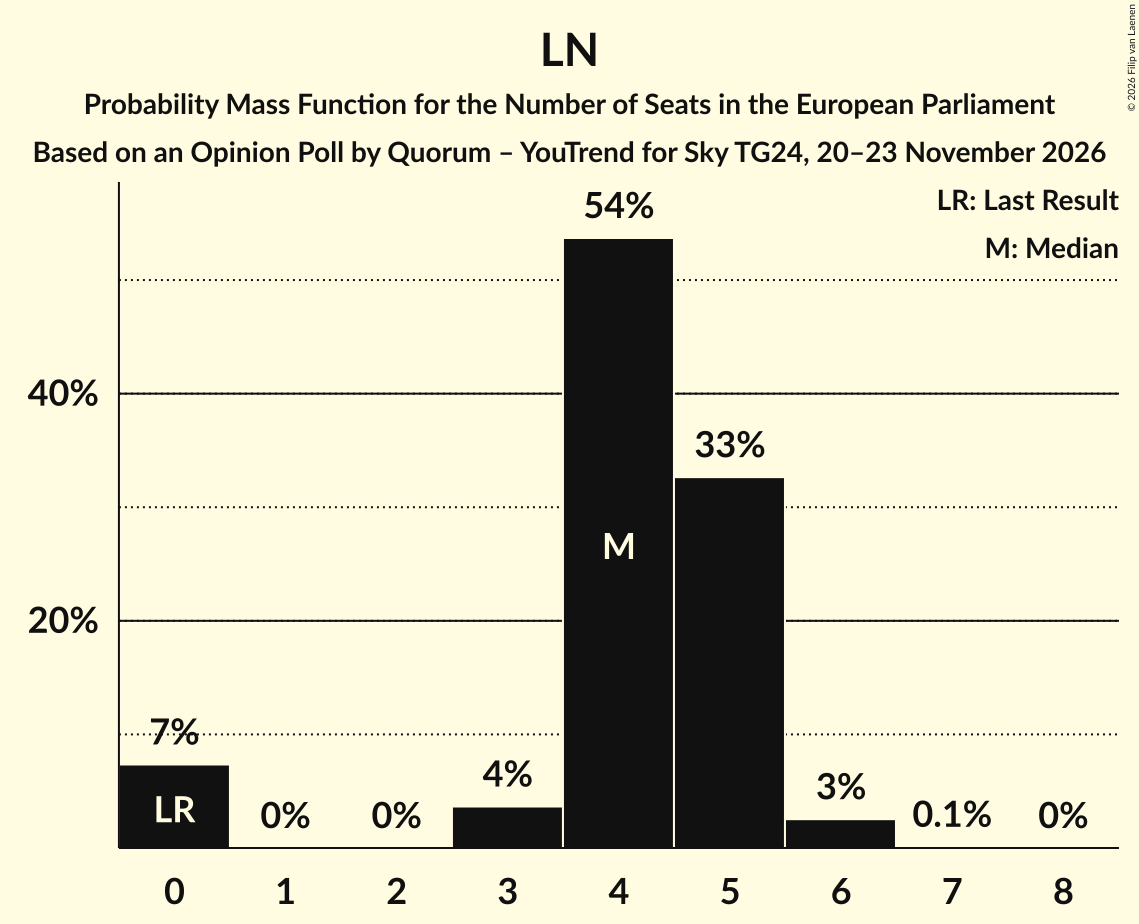 LN
Probability Mass Function for the Number of Seats in the European Parliament
Based on an Opinion Poll by Quorum – YouTrend for Sky TG24, 20–23 November 2026
© 2026 Filip van Laenen
LR: Last Result
M: Median
54%
40%
33%
M
20%
7%
4%
3%
LR
0%
0%
0.1%
0%
0 1 2 3 4 5 6 7 8